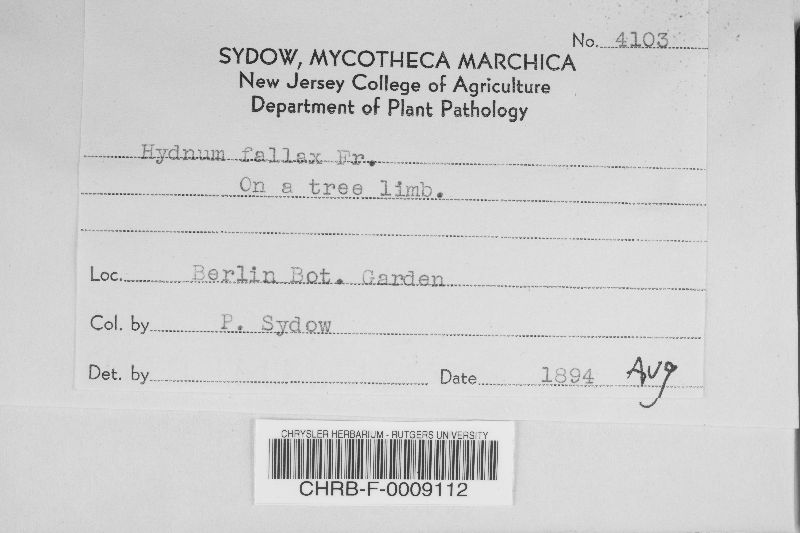 No. 4103
SYDOW, MYCOTHECA MARCHICA
New Jersey College of Agriculture
Department of Plant Pathology
Hydnum fallax Fr.
On a tree limb.
Loc. Berlin Bot. Garden
Col. by P. Sydow
Det. by Date 1894 Aug
CHRYSLER HERBARIUM - RUTGERS UNIVERSITY
CHRB-F-0009112